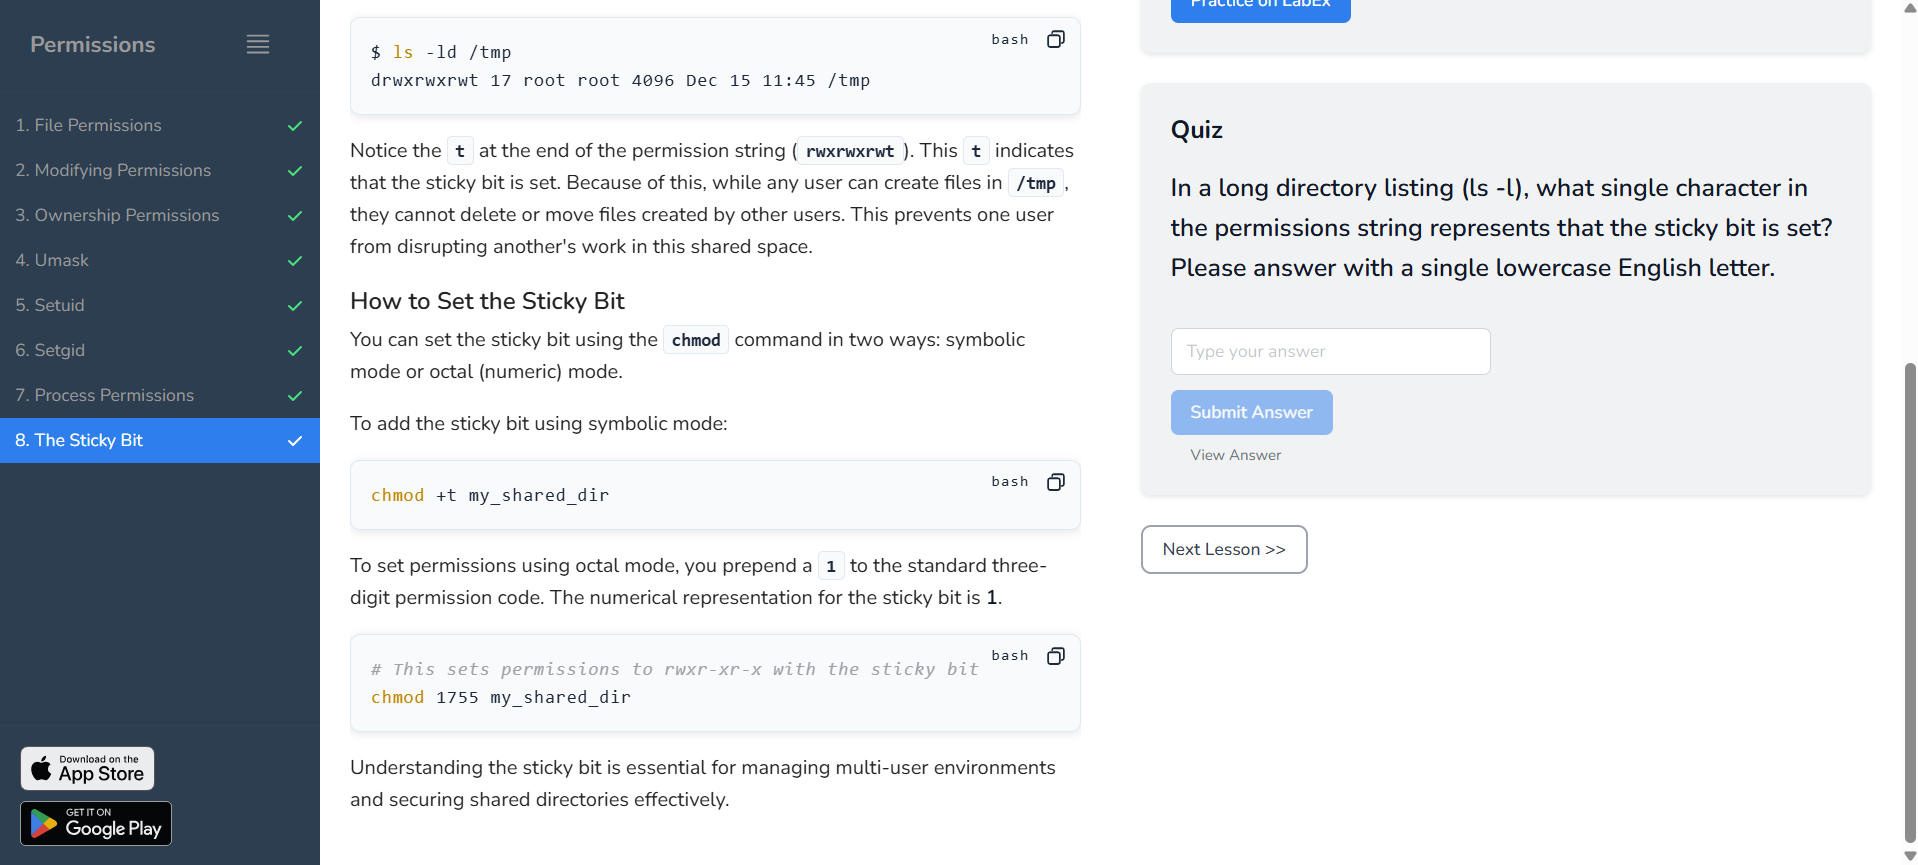 Permissions
1. File Permissions
2. Modifying Permissions
3. Ownership Permissions
4. Umask
5. Setuid
6. Setgid
7. Process Permissions
8. The Sticky Bit
Download on the
App Store
GET IT ON
Google Play
bash
$ ls -ld /tmp
drwxrwxrwt 17 root root 4096 Dec 15 11:45 /tmp
Notice the t at the end of the permission string ( rwxrwxrwt ). This t indicates
that the sticky bit is set. Because of this, while any user can create files in /tmp ,
they cannot delete or move files created by other users. This prevents one user
from disrupting another's work in this shared space.
How to Set the Sticky Bit
You can set the sticky bit using the chmod command in two ways: symbolic
mode or octal (numeric) mode.
To add the sticky bit using symbolic mode:
bash
chmod +t my_shared_dir
To set permissions using octal mode, you prepend a 1 to the standard three-
digit permission code. The numerical representation for the sticky bit is 1.
bash
# This sets permissions to rwxr-xr-x with the sticky bit
chmod 1755 my_shared_dir
Understanding the sticky bit is essential for managing multi-user environments
and securing shared directories effectively.
Practice on LabEx
Quiz
In a long directory listing (ls -l), what single character in
the permissions string represents that the sticky bit is set?
Please answer with a single lowercase English letter.
Type your answer
Submit Answer
View Answer
Next Lesson >>